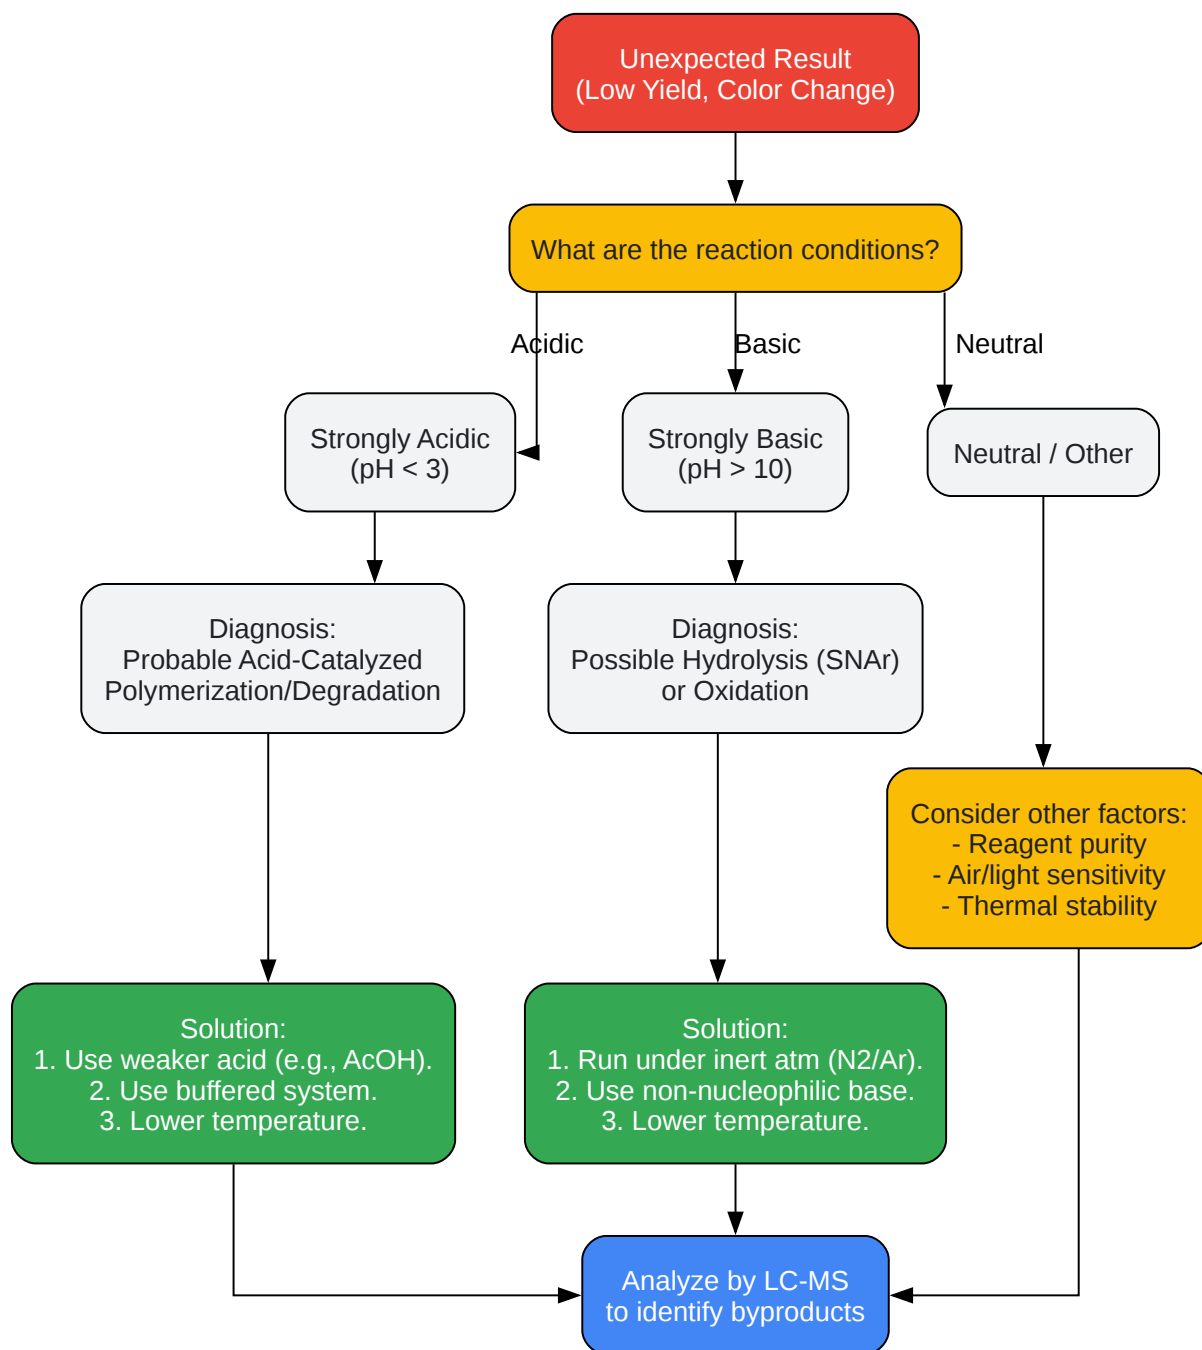 Unexpected Result
(Low Yield, Color Change)
What are the reaction conditions?
Acidic
Basic
Neutral
Strongly Acidic
(pH < 3)
Strongly Basic
(pH > 10)
Neutral / Other
Diagnosis:
Probable Acid-Catalyzed
Polymerization/Degradation
Diagnosis:
Possible Hydrolysis (SNAr)
or Oxidation
Consider other factors:
- Reagent purity
- Air/light sensitivity
- Thermal stability
Solution:
1. Use weaker acid (e.g., AcOH).
2. Use buffered system.
3. Lower temperature.
Solution:
1. Run under inert atm (N2/Ar).
2. Use non-nucleophilic base.
3. Lower temperature.
Analyze by LC-MS
to identify byproducts